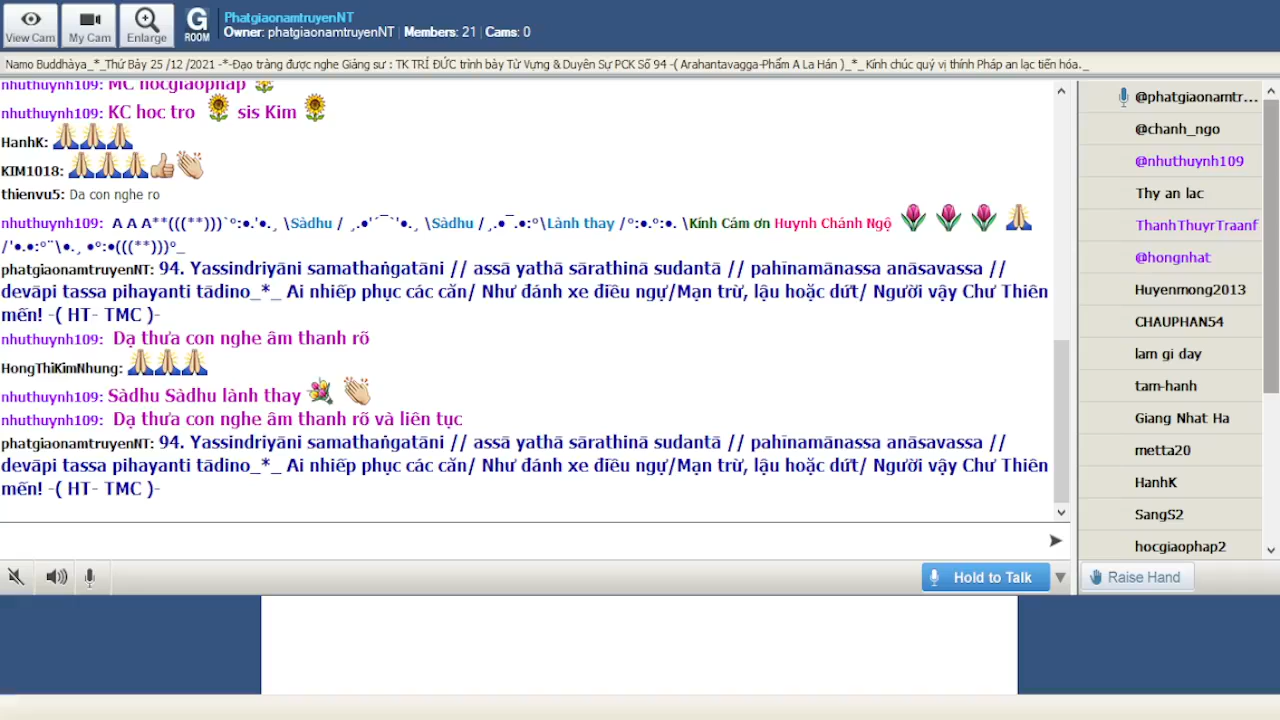 View Cam
My Cam
Enlarge
G
ROOM
PhatgiaonamtruyenNT
Owner: phatgiaonamtruyenNT | Members: 21 | Cams: 0
Namo Buddhàya_*_Thứ Bảy 25 /12 /2021 -*-Đạo tràng được nghe Giảng sư : TK TRÍ ĐỨC trình bày Từ Vựng & Duyên Sự PCK Số 94 -( Arahantavagga-Phẩm A La Hán )_*_ Kính chúc quý vị thính Pháp an lạc tiến hóa._
nhuthuynh109: MC hocgiaophap
nhuthuynh109: KC hoc tro sis Kim
HanhK:
KIM1018:
thienvu5: Da con nghe ro
nhuthuynh109: A A A**(((**)))`°:•.'•.¸ \Sàdhu / ¸.•'´¯`'•.¸ \Sàdhu /¸.•¯.•:°\Lành thay /°:•.°:•. \Kính Cám ơn Huynh Chánh Ngộ
/'•.•:°¨\•.¸ •°:•(((**)))°_
phatgiaonamtruyenNT: 94. Yassindriyāni samathaṅgatāni // assā yathā sārathinā sudantā // pahīnamānassa anāsavassa //
devāpi tassa pihayanti tādino_*_ Ai nhiếp phục các căn/ Như đánh xe điều ngự/Mạn trừ, lậu hoặc dứt/ Người vậy Chư Thiên
mến! -( HT- TMC )-
nhuthuynh109: Dạ thưa con nghe âm thanh rõ
HongThiKimNhung:
nhuthuynh109: Sàdhu Sàdhu lành thay
nhuthuynh109: Dạ thưa con nghe âm thanh rõ và liên tục
phatgiaonamtruyenNT: 94. Yassindriyāni samathaṅgatāni // assā yathā sārathinā sudantā // pahīnamānassa anāsavassa //
devāpi tassa pihayanti tādino_*_ Ai nhiếp phục các căn/ Như đánh xe điều ngự/Mạn trừ, lậu hoặc dứt/ Người vậy Chư Thiên
mến! -( HT- TMC )-
Hold to Talk
@phatgiaonamtr...
@chanh_ngo
@nhuthuynh109
Thy an lac
ThanhThuyrTraanf
@hongnhat
Huyenmong2013
CHAUPHAN54
lam gi day
tam-hanh
Giang Nhat Ha
metta20
HanhK
SangS2
hocgiaophap2
Raise Hand